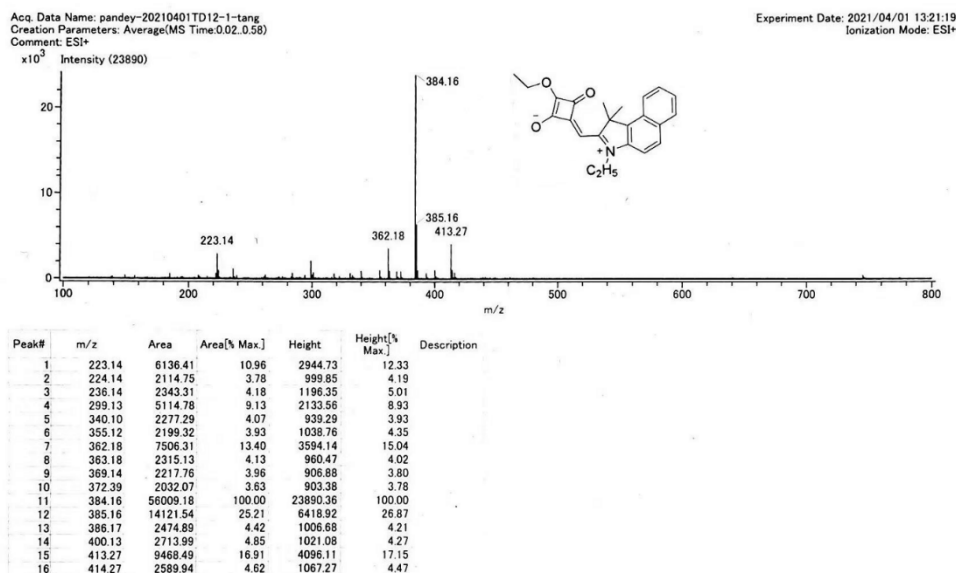 Acq. Data Name: pandey-20210401TD12-1-tang
Creation Parameters: Average(MS Time:0.02..0.58)
Comment: ESI+
Experiment Date: 2021/04/01 13:21:19
Ionization Mode: ESI+
x10³ Intensity (23890)
20
10
0
384.16
385.16
413.27
362.18
223.14
100 200 300 400 500 600 700 800
m/z
O
O
⁻O
N
+
C₂H₅
Peak# m/z Area Area[% Max.] Height Height[% Max.] Description
1 223.14 6136.41 10.96 2944.73 12.33
2 224.14 2114.75 3.78 999.85 4.19
3 236.14 2343.31 4.18 1196.35 5.01
4 299.13 5114.78 9.13 2133.56 8.93
5 340.10 2277.29 4.07 939.29 3.93
6 355.12 2199.32 3.93 1038.76 4.35
7 362.18 7506.31 13.40 3594.14 15.04
8 363.18 2315.13 4.13 960.47 4.02
9 369.14 2217.76 3.96 906.88 3.80
10 372.39 2032.07 3.63 903.38 3.78
11 384.16 56009.18 100.00 23890.36 100.00
12 385.16 14121.54 25.21 6418.92 26.87
13 386.17 2474.89 4.42 1006.68 4.21
14 400.13 2713.99 4.85 1021.08 4.27
15 413.27 9468.49 16.91 4096.11 17.15
16 414.27 2589.94 4.62 1067.27 4.47